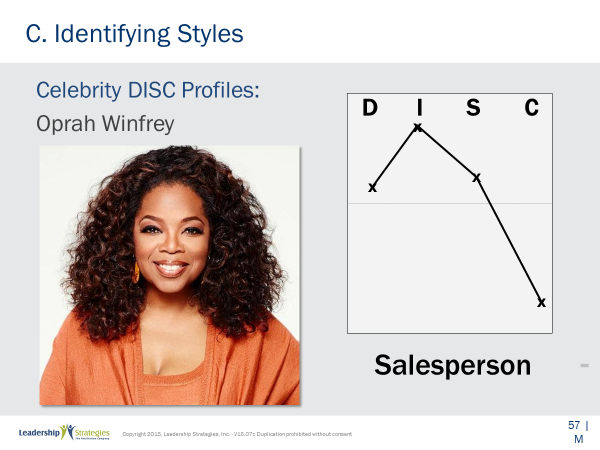 C. Identifying Styles
Celebrity DISC Profiles:
Oprah Winfrey
D I S C
x
x
x
x
Salesperson
Leadership Strategies
The Facilitation Company
Copyright 2015, Leadership Strategies, Inc. - V15.07c Duplication prohibited without consent
57 |
M